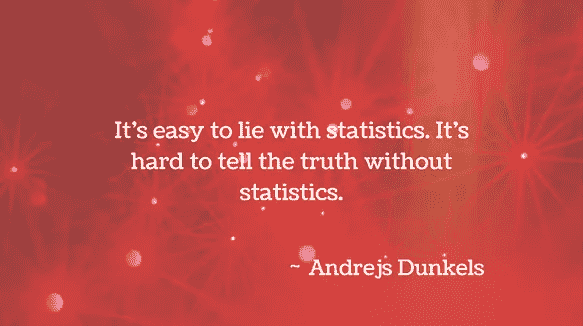 It's easy to lie with statistics. It's
hard to tell the truth without
statistics.
~ Andrejs Dunkels